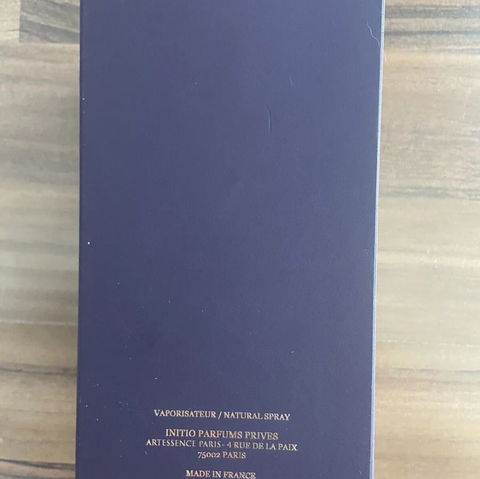 VAPORISATEUR / NATURAL SPRAY
INITIO PARFUMS PRIVES
ARTESSENCE PARIS - 4 RUE DE LA PAIX
75002 PARIS
MADE IN FRANCE